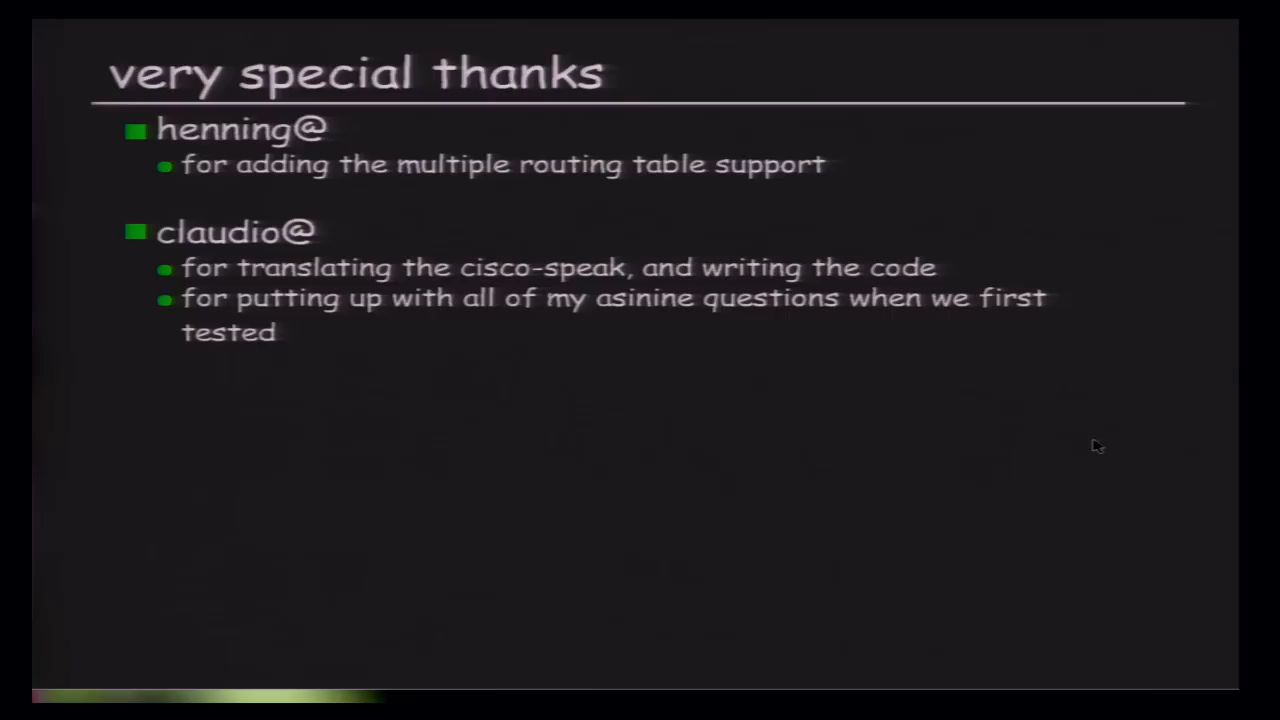 very special thanks
henning@
for adding the multiple routing table support
claudio@
for translating the cisco-speak, and writing the code
for putting up with all of my asinine questions when we first
tested